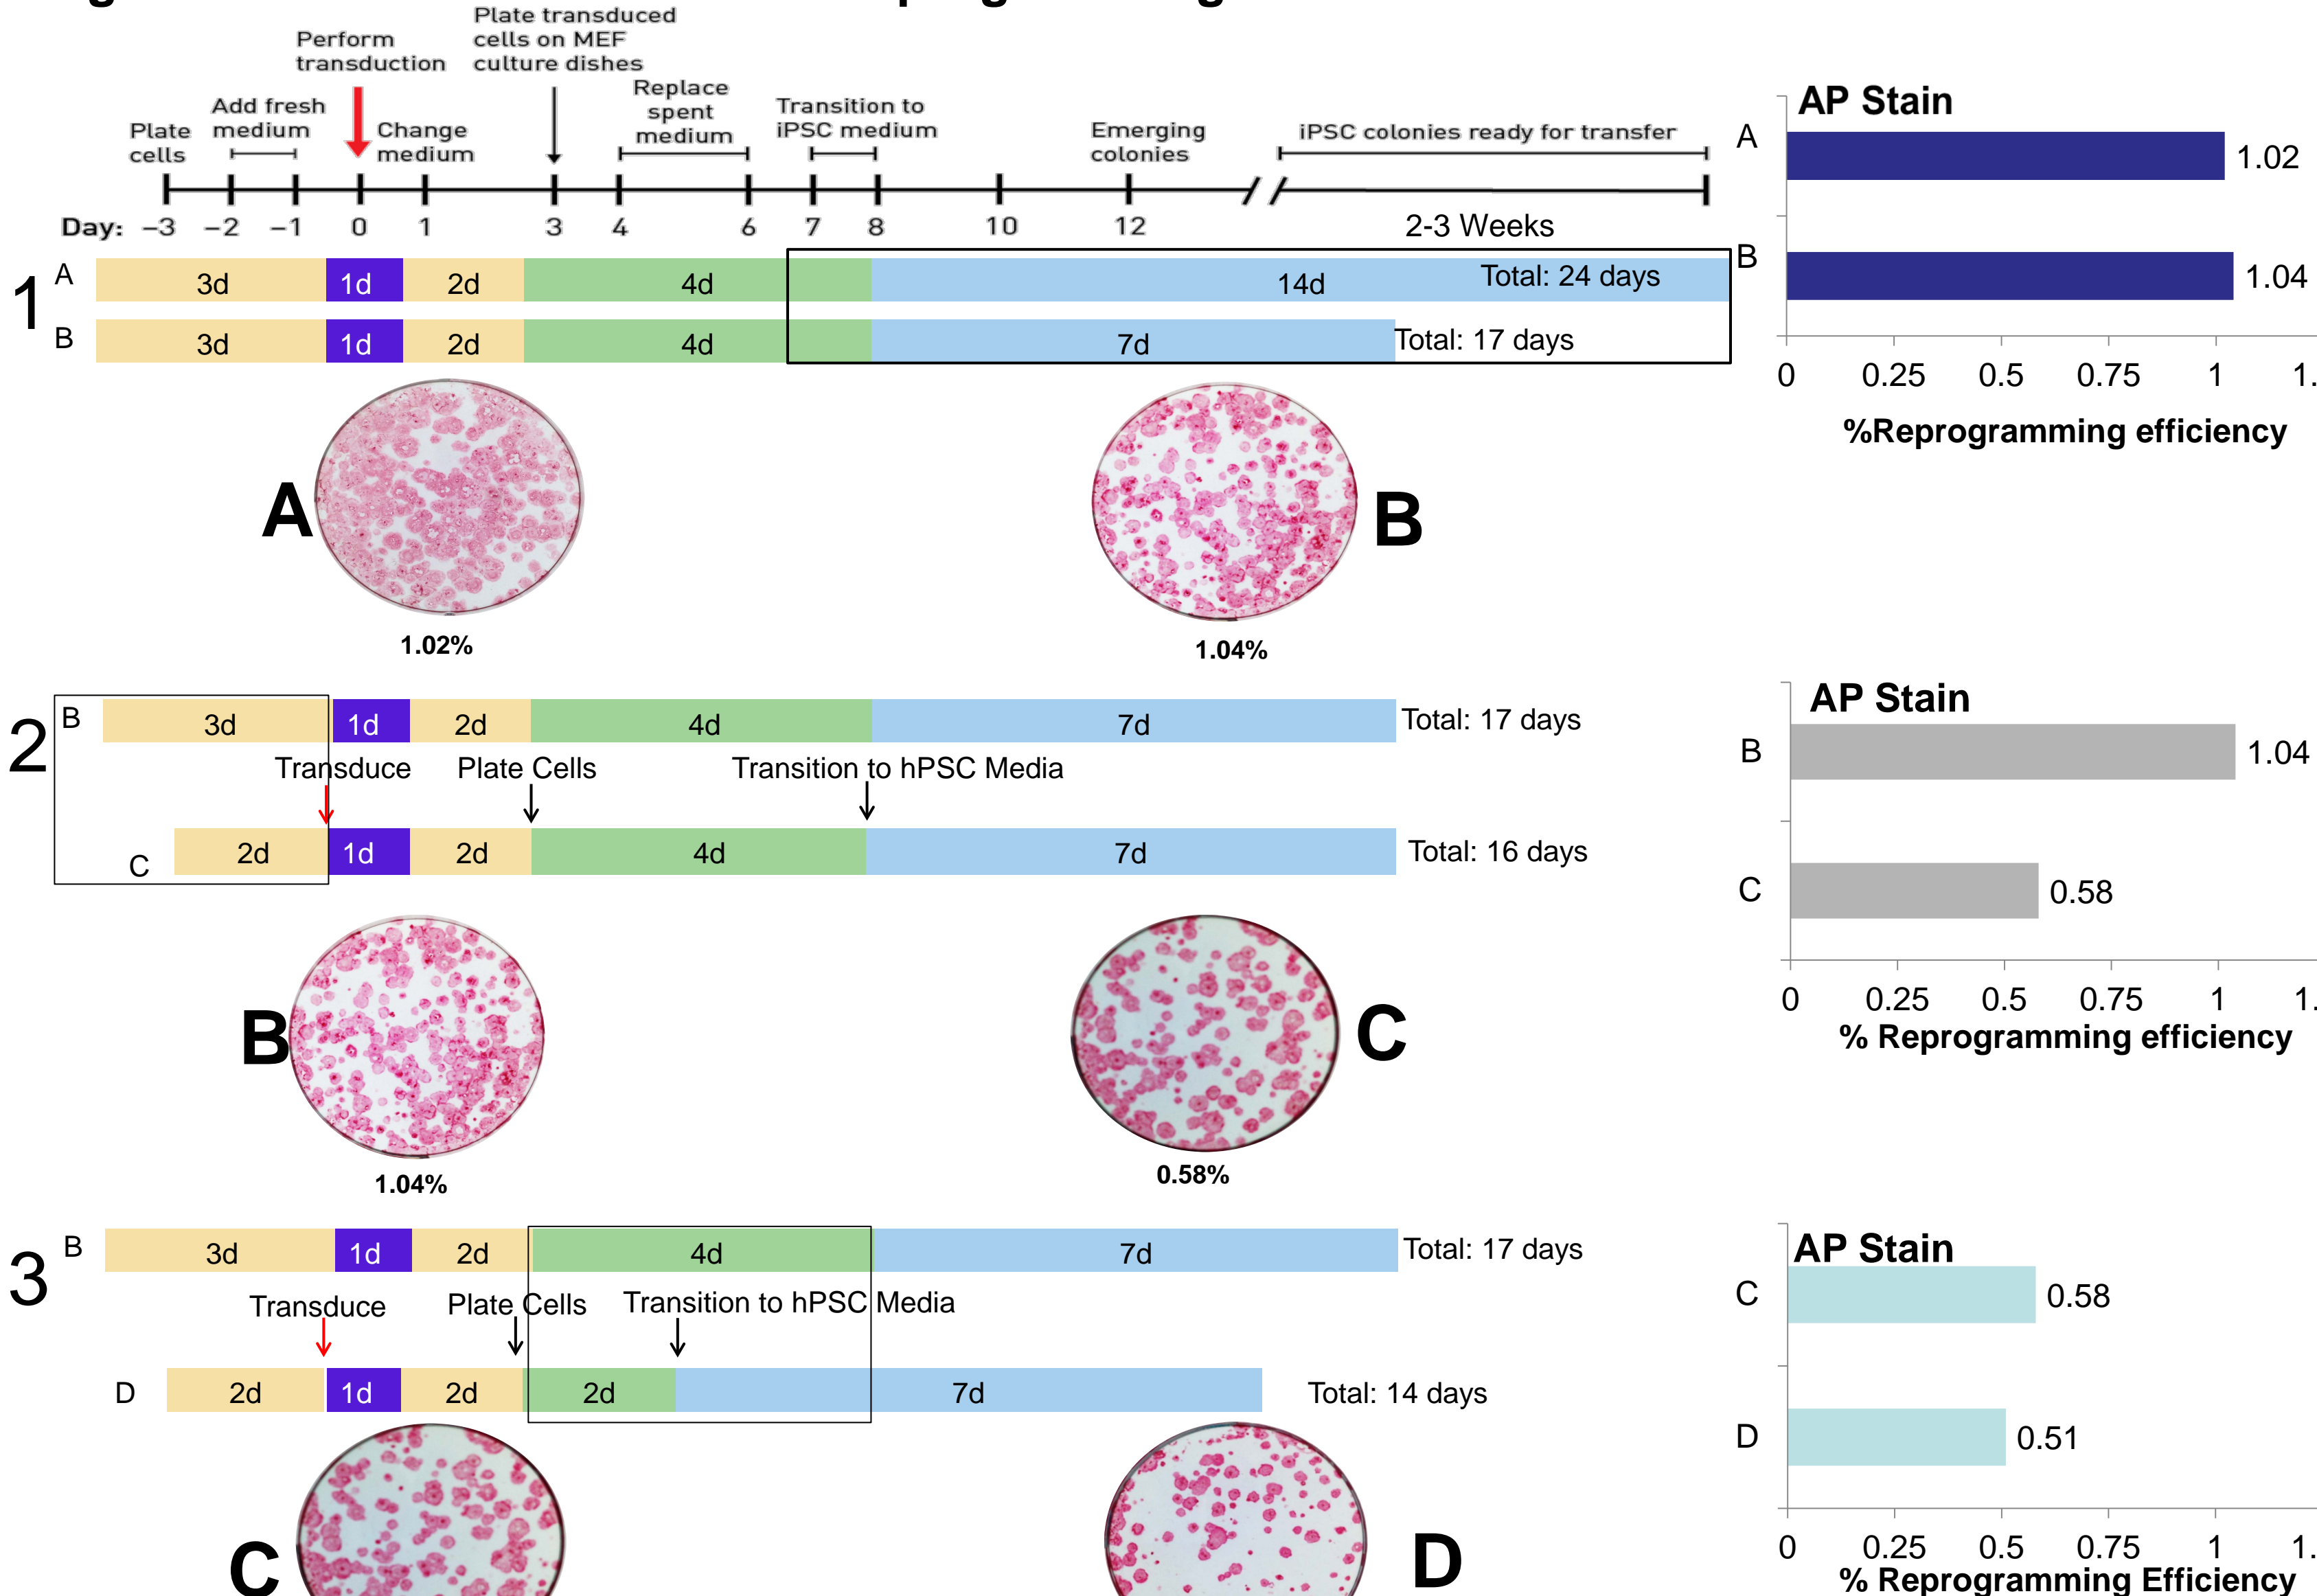 Plate transduced
cells on MEF
culture dishes
Perform
transduction
Replace
spent
medium
Add fresh
medium
Transition to
iPSC medium
Plate
cells
Change
medium
Emerging
colonies
iPSC colonies ready for transfer
Day: –3 –2 –1 0 1 3 4 6 7 8 10 12
2-3 Weeks
1
A 3d 1d 2d 4d 14d Total: 24 days
B 3d 1d 2d 4d 7d Total: 17 days
AP Stain
A 1.02
B 1.04
0 0.25 0.5 0.75 1
%Reprogramming efficiency
A
B
1.02%
1.04%
2
B 3d 1d 2d 4d 7d Total: 17 days
Transduce Plate Cells Transition to hPSC Media
C 2d 1d 2d 4d 7d Total: 16 days
AP Stain
B 1.04
C 0.58
0 0.25 0.5 0.75 1
% Reprogramming efficiency
B
C
1.04%
0.58%
3
B 3d 1d 2d 4d 7d Total: 17 days
Transduce Plate Cells Transition to hPSC Media
D 2d 1d 2d 2d 7d Total: 14 days
AP Stain
C 0.58
D 0.51
0 0.25 0.5 0.75 1
% Reprogramming Efficiency
C
D